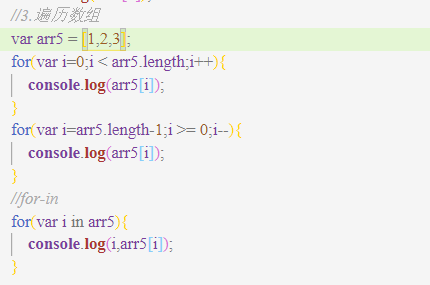 //3.遍历数组
var arr5 = [1,2,3];
for(var i=0;i < arr5.length;i++){
console.log(arr5[i]);
}
for(var i=arr5.length-1;i >= 0;i--){
console.log(arr5[i]);
}
//for-in
for(var i in arr5){
console.log(i,arr5[i]);
}